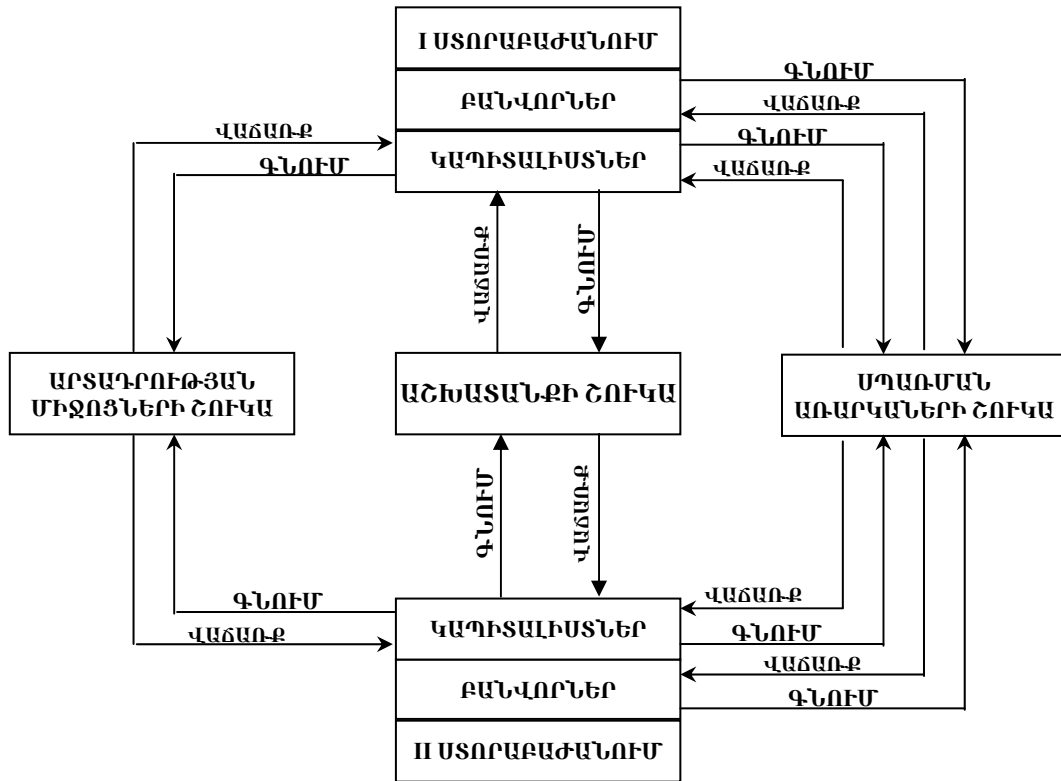 I ՍՏՈՐԱԲԱԺԱՆՈՒՄ
ԳՆՈՒՄ
ԲԱՆՎՈՐՆԵՐ
ՎԱՃԱՌՔ
ՎԱՃԱՌՔ
ԳՆՈՒՄ
ԿԱՊԻՏԱԼԻՍՏՆԵՐ
ԳՆՈՒՄ
ՎԱՃԱՌՔ
ՎԱՃԱՌՔ
ԳՆՈՒՄ
ԱՐՏԱԴՐՈՒԹՅԱՆ
ՄԻՋՈՑՆԵՐԻ ՇՈՒԿԱ
ԱՇԽԱՏԱՆՔԻ ՇՈՒԿԱ
ՍՊԱՌՄԱՆ
ԱՌԱՐԿԱՆԵՐԻ ՇՈՒԿԱ
ԳՆՈՒՄ
ՎԱՃԱՌՔ
ԳՆՈՒՄ
ՎԱՃԱՌՔ
ԿԱՊԻՏԱԼԻՍՏՆԵՐ
ՎԱՃԱՌՔ
ԳՆՈՒՄ
ՎԱՃԱՌՔ
ԲԱՆՎՈՐՆԵՐ
ԳՆՈՒՄ
II ՍՏՈՐԱԲԱԺԱՆՈՒՄ